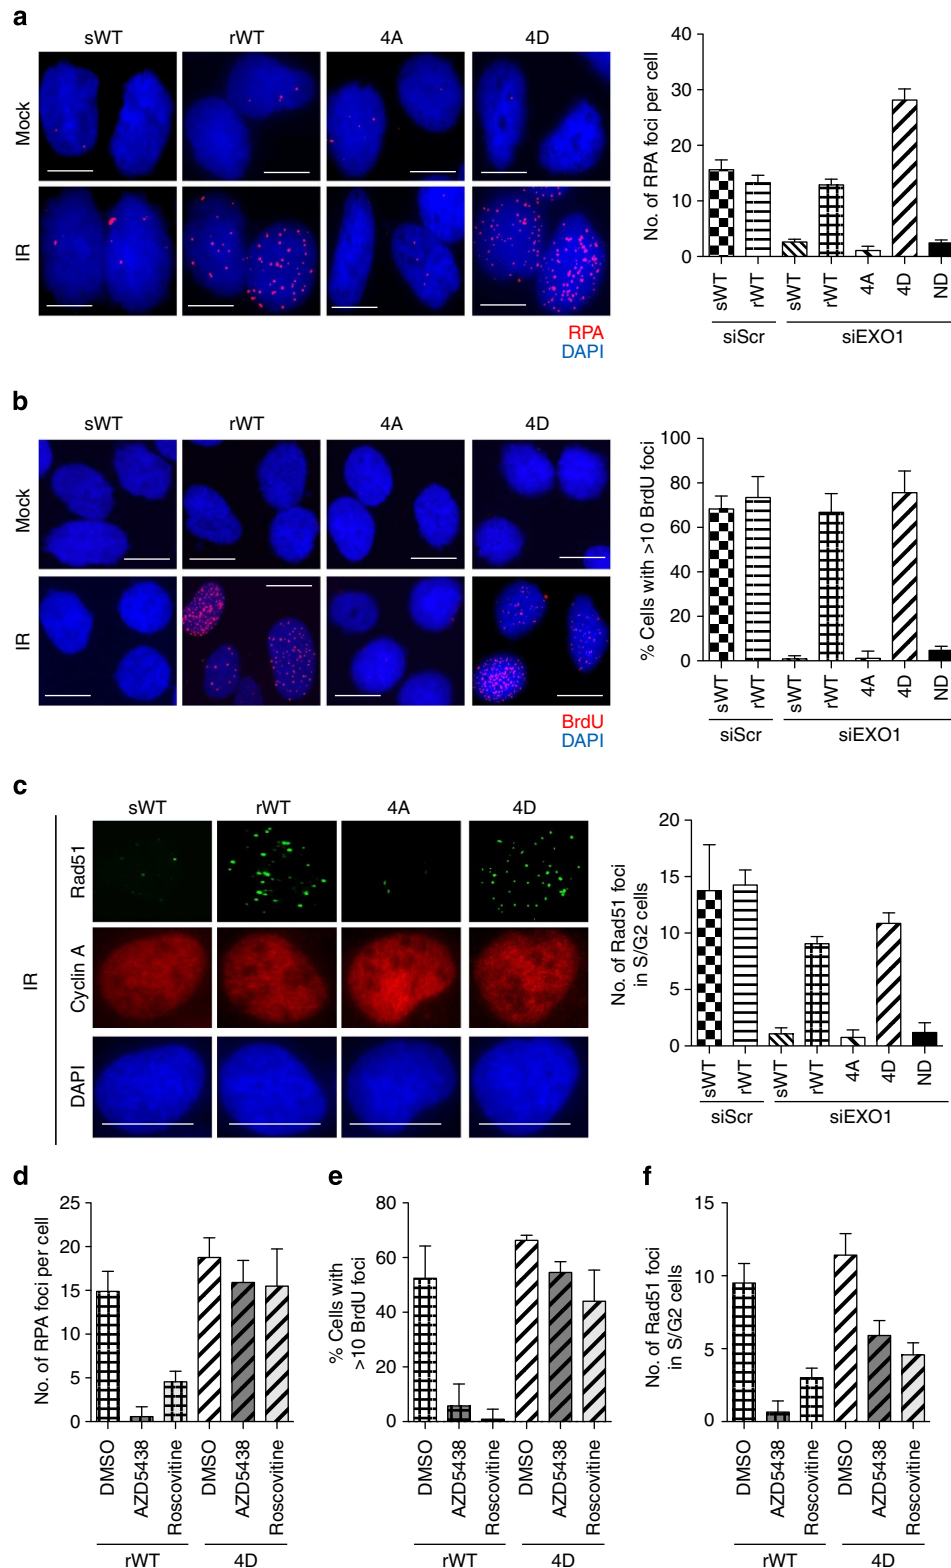 a
sWT rWT 4A 4D
Mock
IR
RPA
DAPI
No. of RPA foci per cell
40
30
20
10
0
sWT rWT sWT rWT 4A 4D ND
siScr siEXO1
b
sWT rWT 4A 4D
Mock
IR
BrdU
DAPI
% Cells with >10 BrdU foci
100
80
60
40
20
0
sWT rWT sWT rWT 4A 4D ND
siScr siEXO1
c
sWT rWT 4A 4D
IR
Rad51
Cyclin A
DAPI
No. of Rad51 foci
in S/G2 cells
20
15
10
5
0
sWT rWT sWT rWT 4A 4D ND
siScr siEXO1
d
No. of RPA foci per cell
25
20
15
10
5
0
DMSO AZD5438 Roscovitine DMSO AZD5438 Roscovitine
rWT 4D
e
% Cells with
>10 BrdU foci
80
60
40
20
0
DMSO AZD5438 Roscovitine DMSO AZD5438 Roscovitine
rWT 4D
f
No. of Rad51 foci
in S/G2 cells
15
10
5
0
DMSO AZD5438 Roscovitine DMSO AZD5438 Roscovitine
rWT 4D